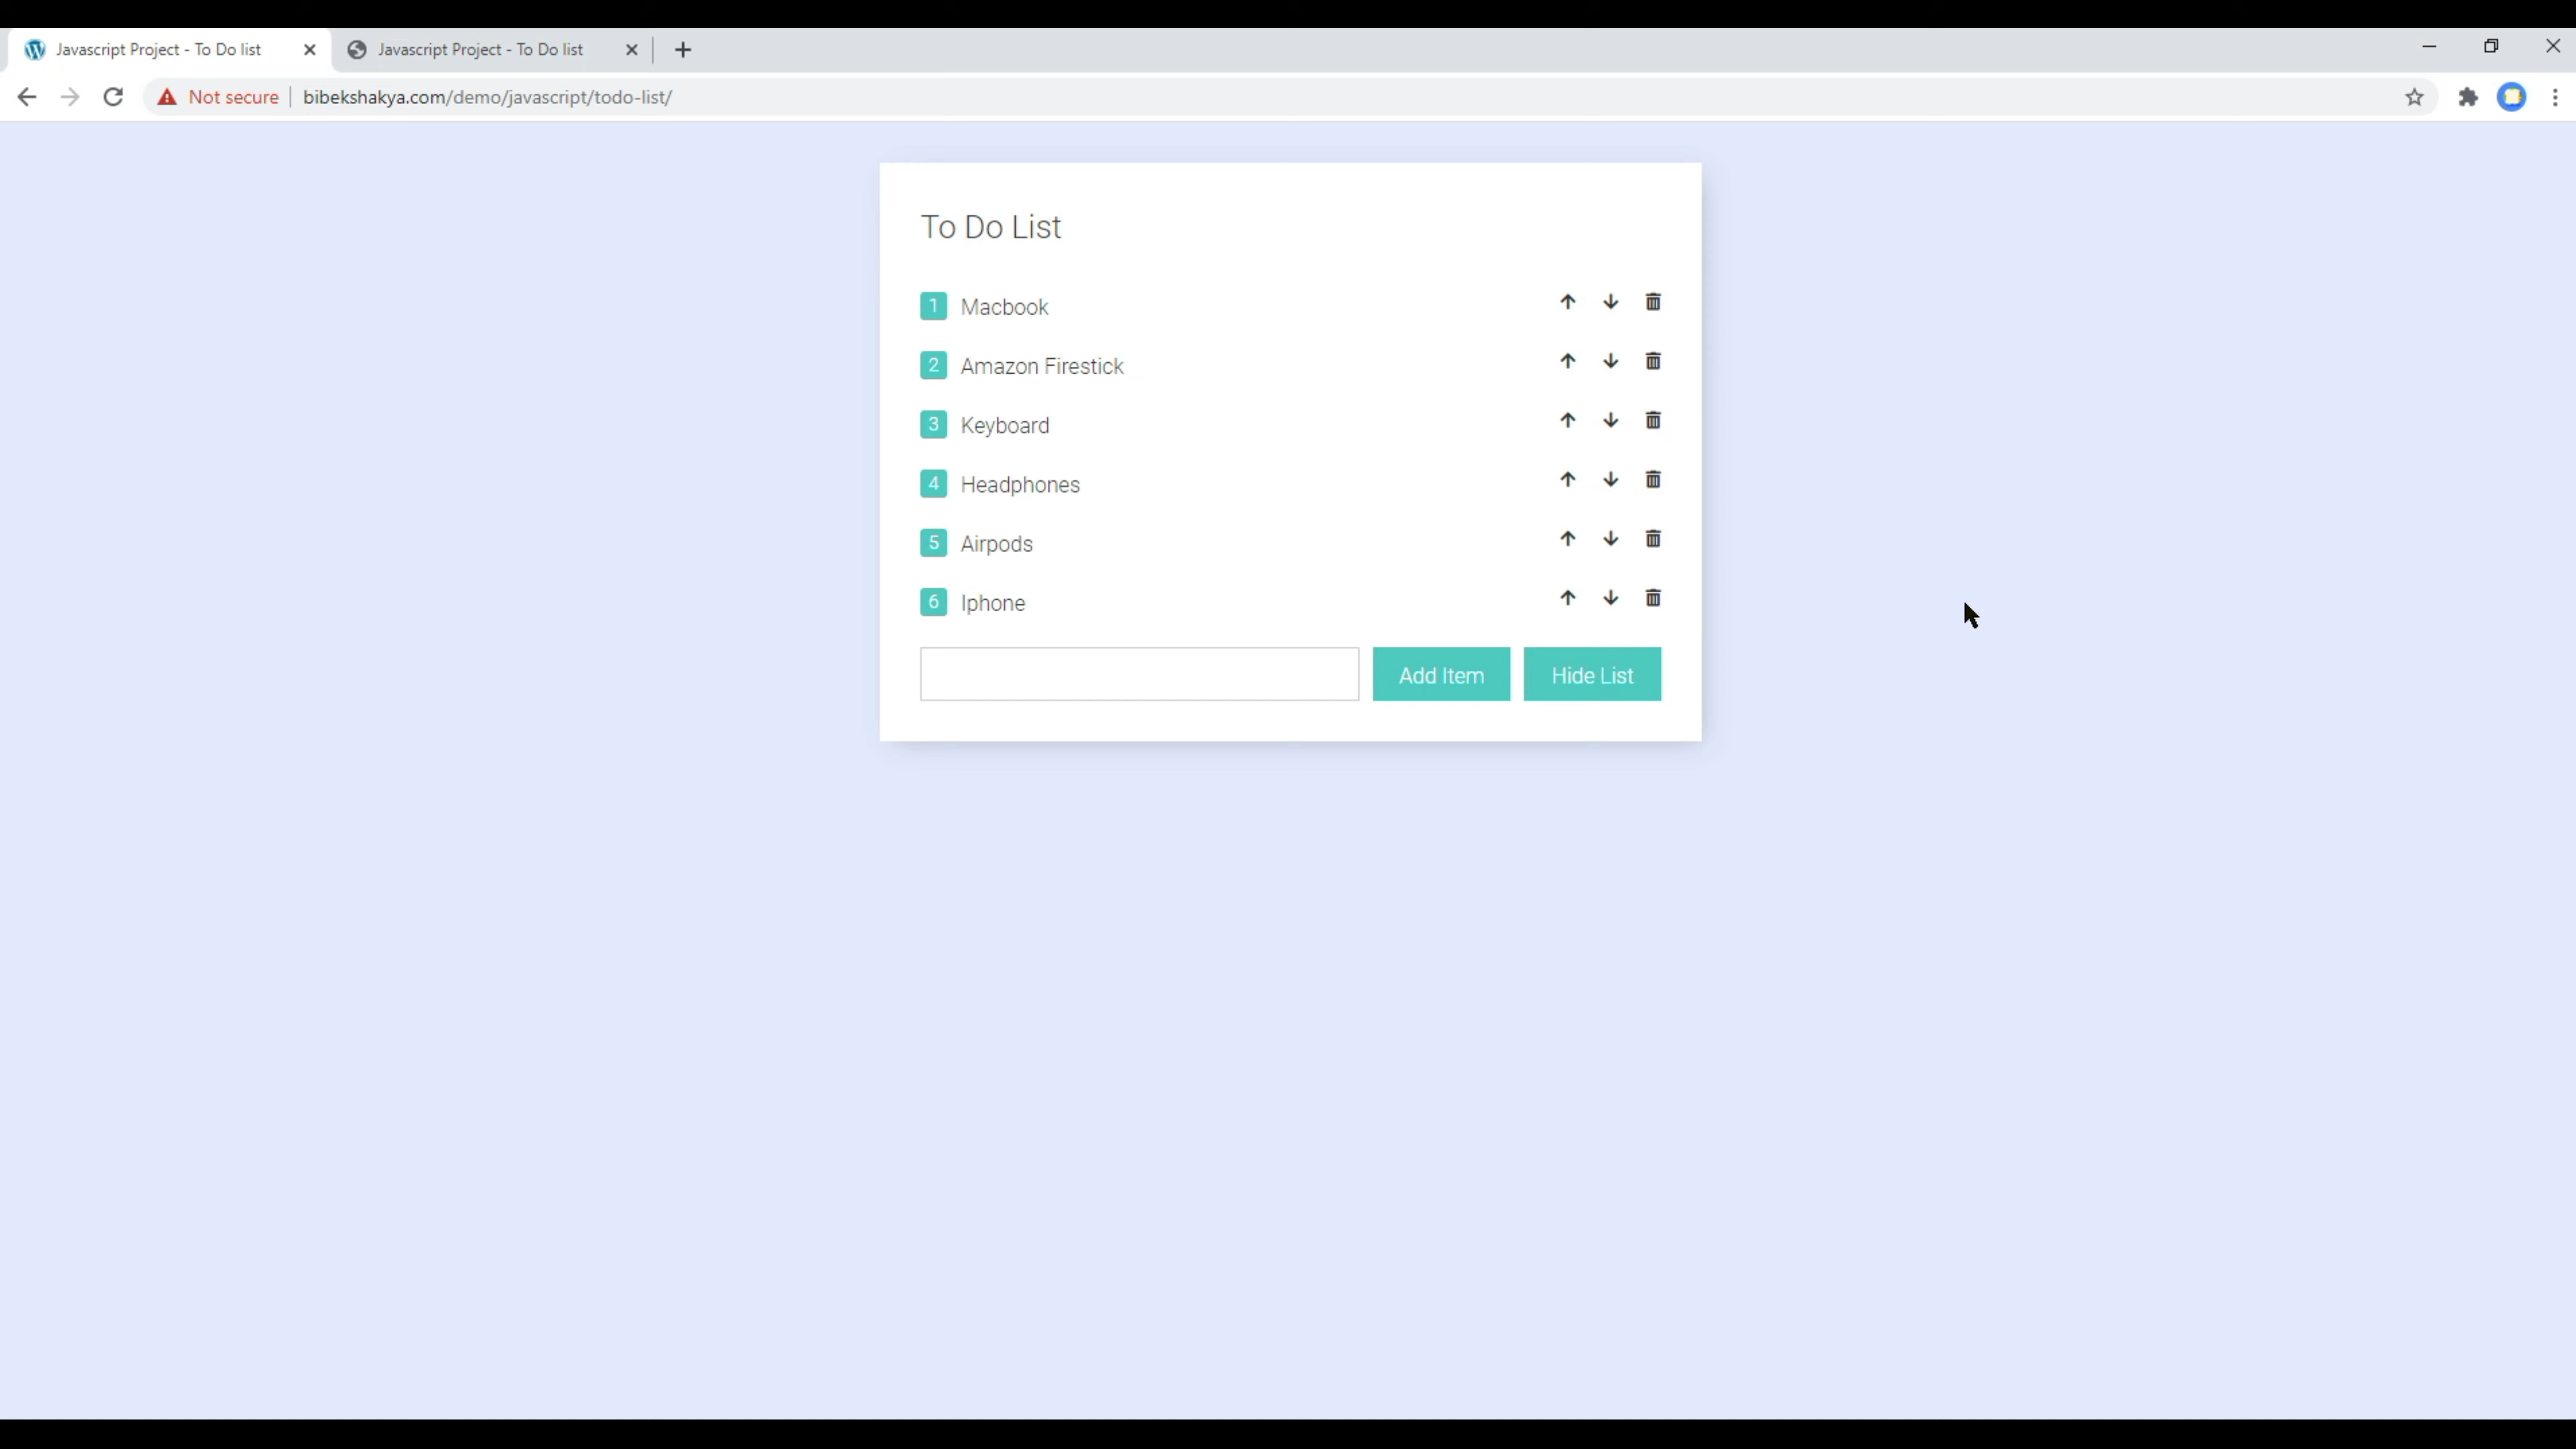 Javascript Project - To Do list
Javascript Project - To Do list
Not secure
bibekshakya.com/demo/javascript/todo-list/
To Do List
1 Macbook
2 Amazon Firestick
3 Keyboard
4 Headphones
5 Airpods
6 Iphone
Add Item Hide List